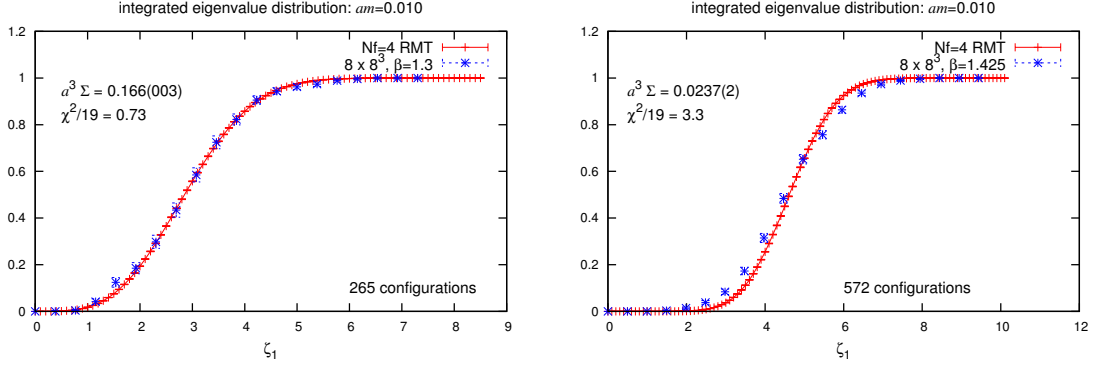 integrated eigenvalue distribution: am=0.010
Nf=4 RMT
8 x 8³, β=1.3
a³ Σ = 0.166(003)
χ²/19 = 0.73
265 configurations
1.2
1
0.8
0.6
0.4
0.2
0
0 1 2 3 4 5 6 7 8 9
ζ₁
integrated eigenvalue distribution: am=0.010
Nf=4 RMT
8 x 8³, β=1.425
a³ Σ = 0.0237(2)
χ²/19 = 3.3
572 configurations
1.2
1
0.8
0.6
0.4
0.2
0
0 2 4 6 8 10 12
ζ₁